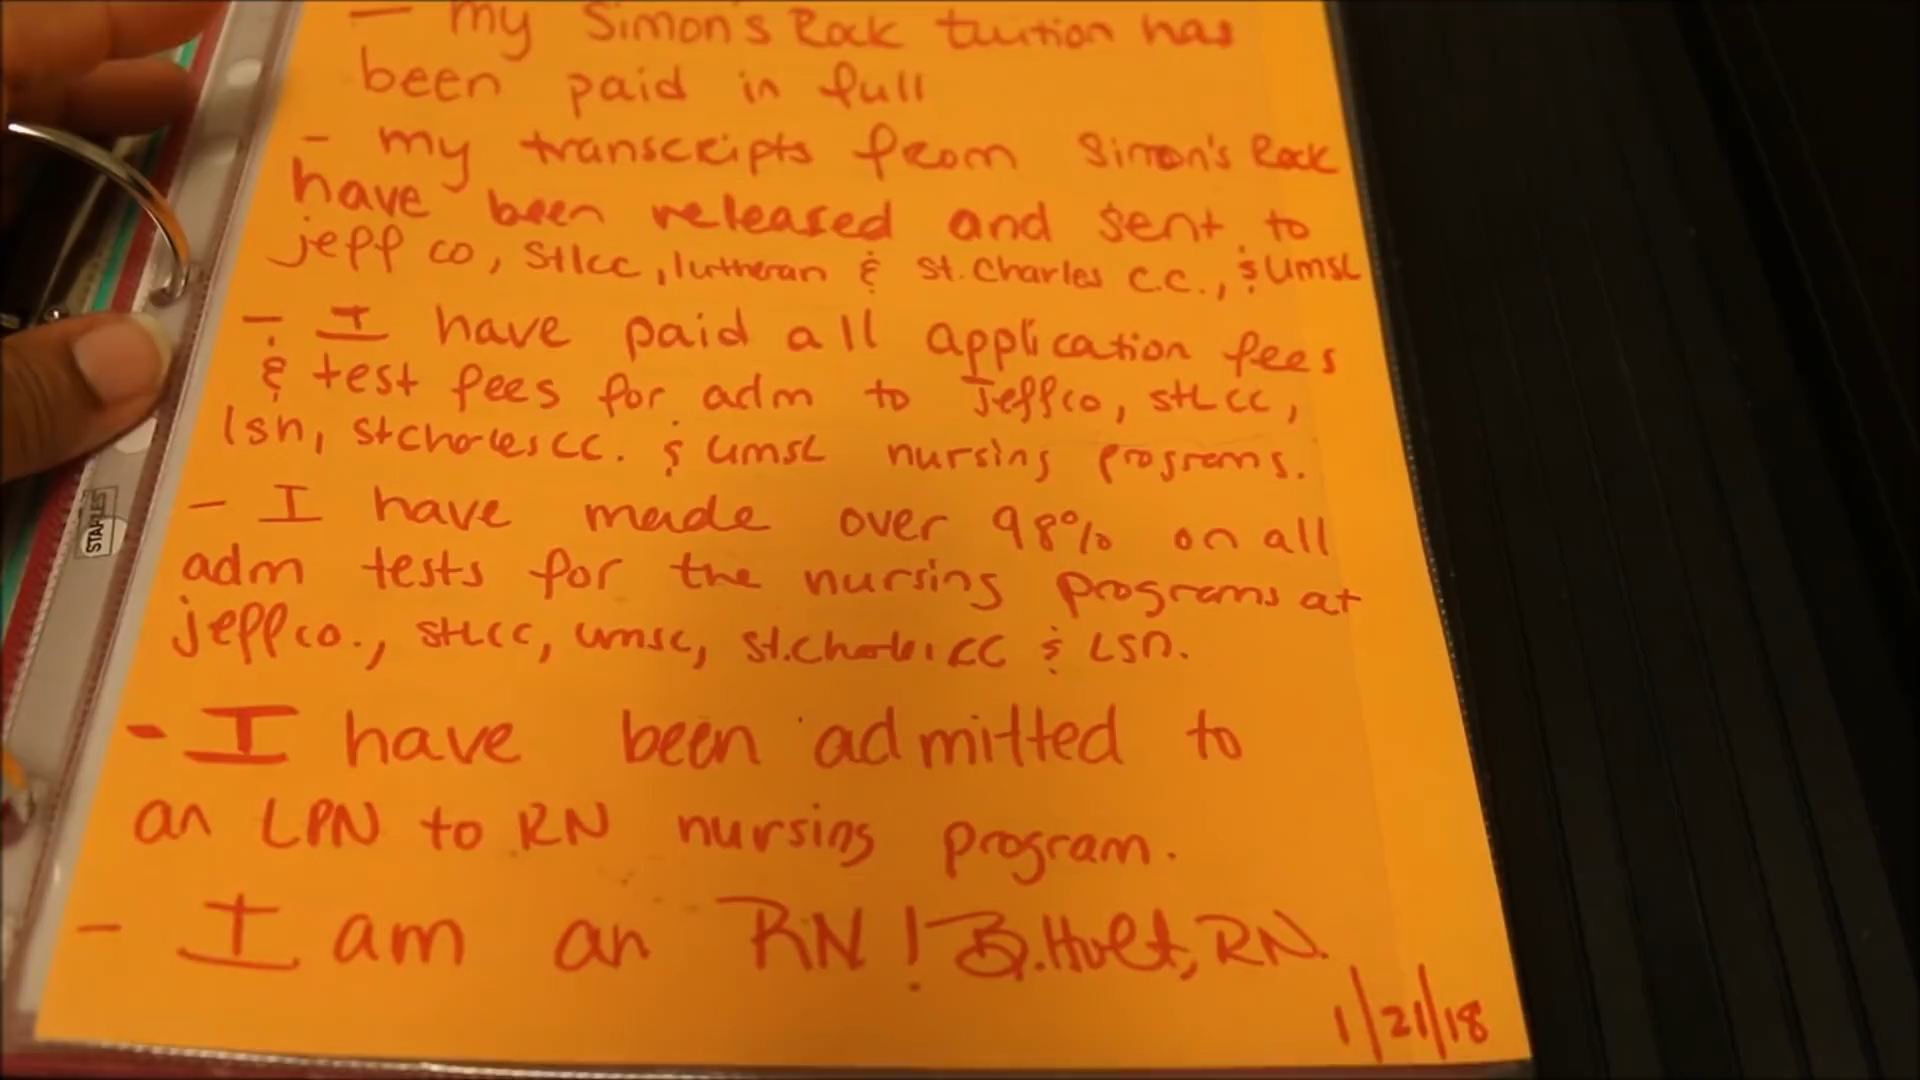 - my Simon's Rock tuition has
been paid in full
- my transcripts from Simon's Rock
have been released and sent to
jeff co, stlcc, lutheran & St. Charles C.C., & UMSL
- I have paid all application fees
& test fees for adm to Jeffco, stLCC,
lsn, st Charles CC. & UMSL nursing programs.
- I have made over 98% on all
adm tests for the nursing programs at
jeffco., stLCC, UMSL, St. Charles CC & LSN.
- I have been admitted to
an LPN to RN nursing program.
- I am an RN! B. Hult, RN.
1/21/18
STAPLES